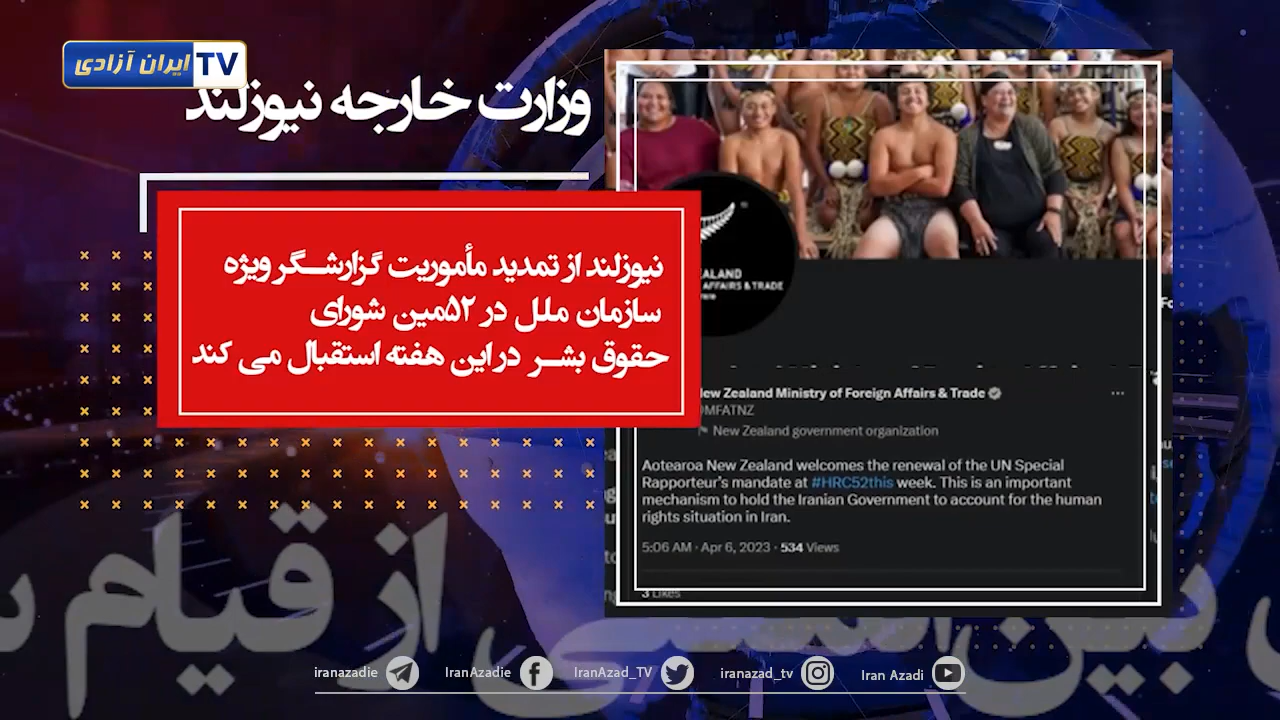 ایران آزادی TV
وزارت خارجه نیوزلند
نیوزلند از تمدید مأموریت گزارشگر ویژه
سازمان ملل در ۵۲مین شورای
حقوق بشر در این هفته استقبال می کند
EALAND
AFFAIRS & TRADE
New Zealand Ministry of Foreign Affairs & Trade
@MFATNZ
New Zealand government organization
Aotearoa New Zealand welcomes the renewal of the UN Special
Rapporteur's mandate at #HRC52this week. This is an important
mechanism to hold the Iranian Government to account for the human
rights situation in Iran.
5:06 AM · Apr 6, 2023 · 534 Views
3 Likes
از قیام
iranazadie IranAzadie IranAzad_TV iranazad_tv Iran Azadi